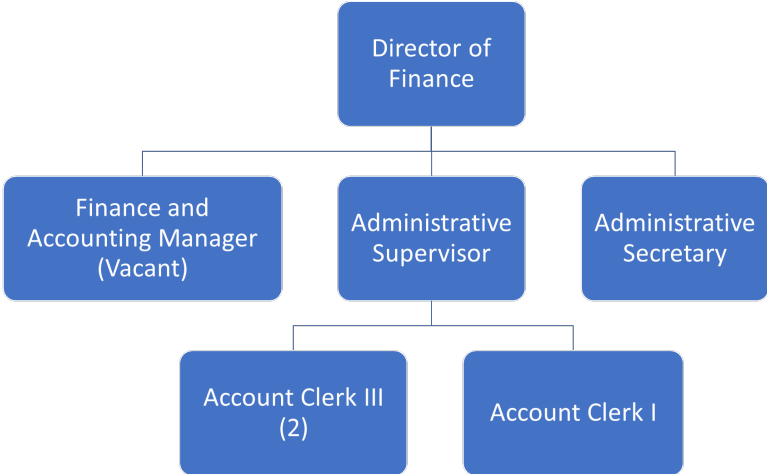 Director of
Finance
Finance and
Accounting Manager
(Vacant)
Administrative
Supervisor
Administrative
Secretary
Account Clerk III
(2)
Account Clerk I